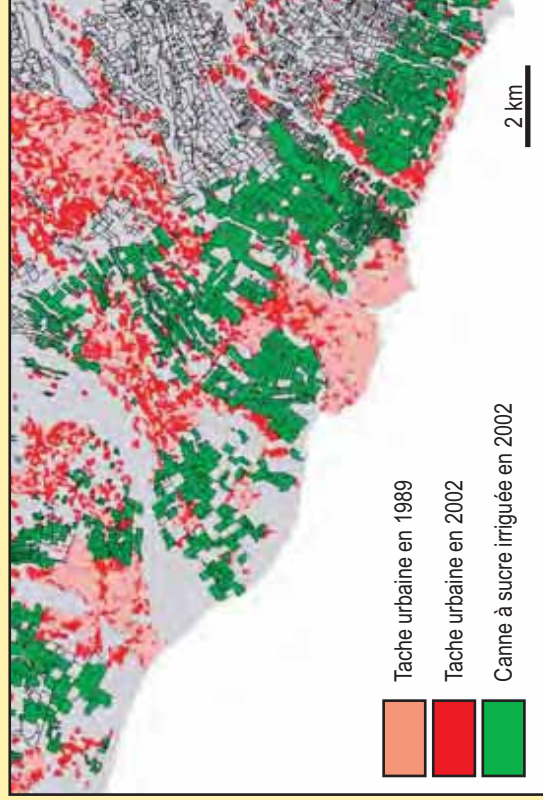 2 km
Tache urbaine en 1989
Tache urbaine en 2002
Canne à sucre irriguée en 2002